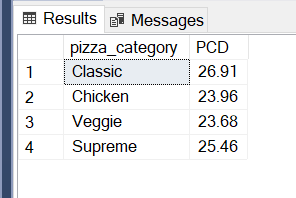 Results Messages
pizza_category PCD
1 Classic 26.91
2 Chicken 23.96
3 Veggie 23.68
4 Supreme 25.46